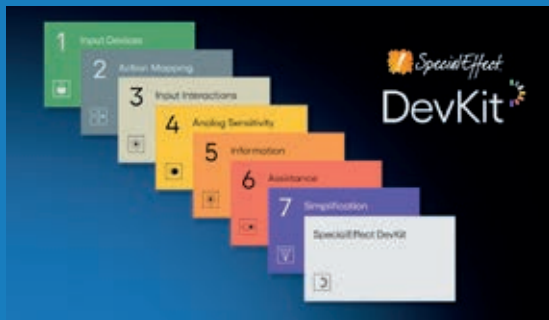 1 Input Devices
2 Action Mapping
3 Input Interactions
4 Analog Sensitivity
5 Information
6 Assistance
7 Simplification
SpecialEffect DevKit
SpecialEffect
DevKit